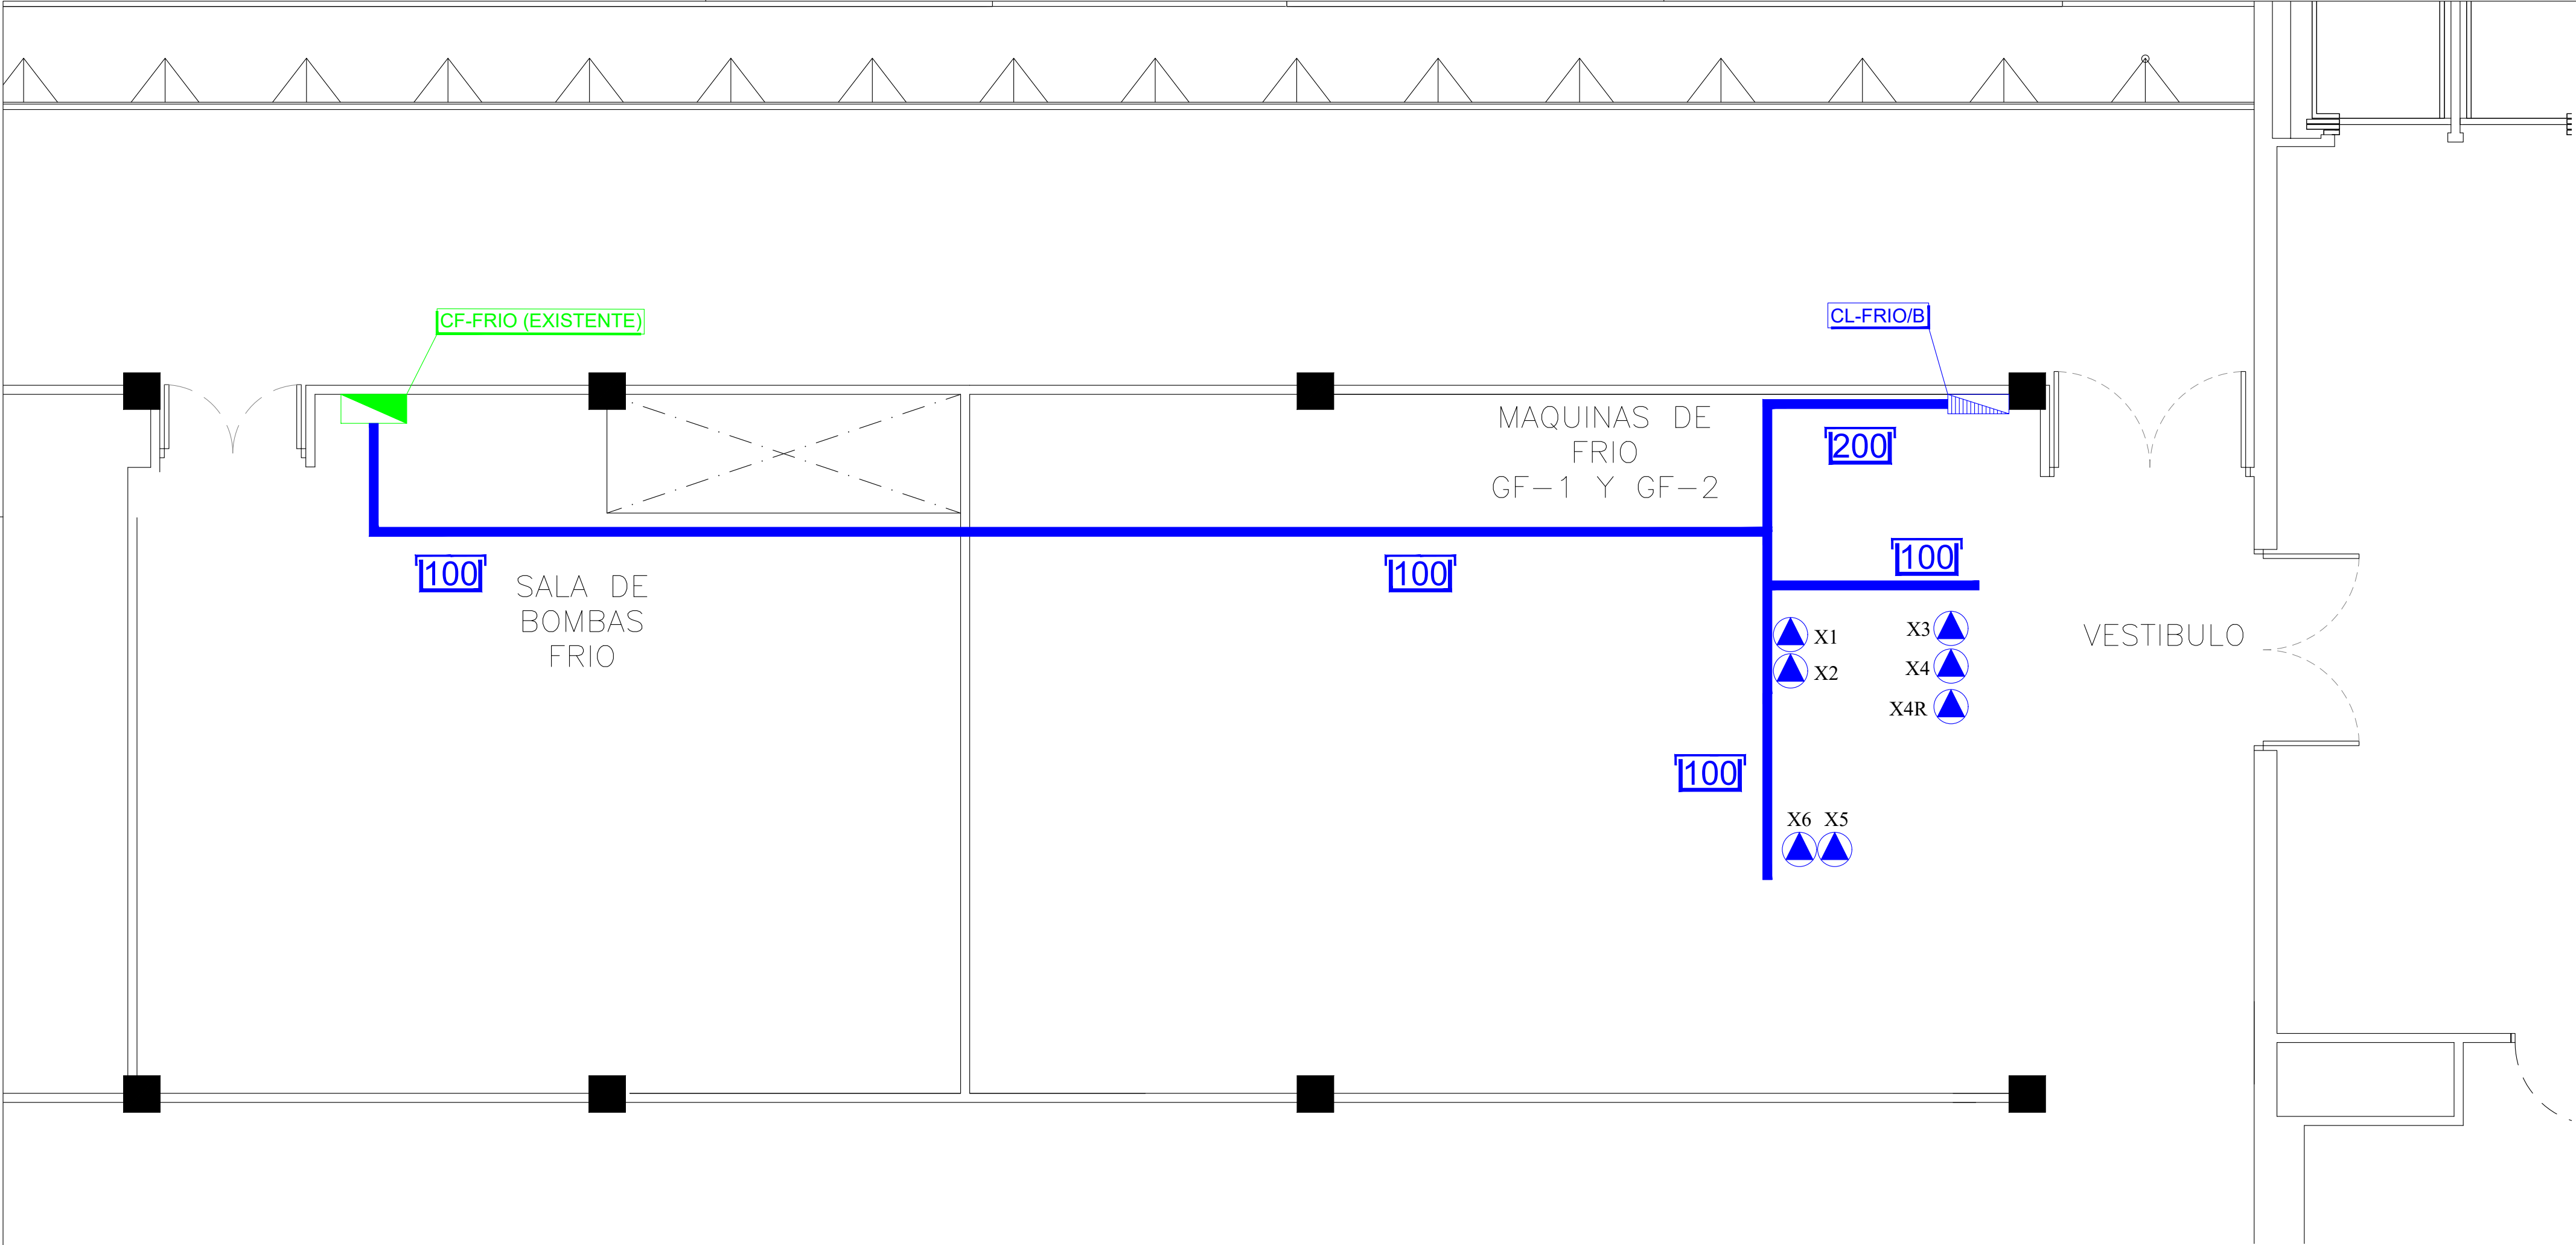 CF-FRIO (EXISTENTE)
CL-FRIO/B
MAQUINAS DE
FRIO
GF-1 Y GF-2
200
100
100
100
SALA DE
BOMBAS
FRIO
X1
X2
X3
X4
X4R
VESTIBULO
100
X6 X5